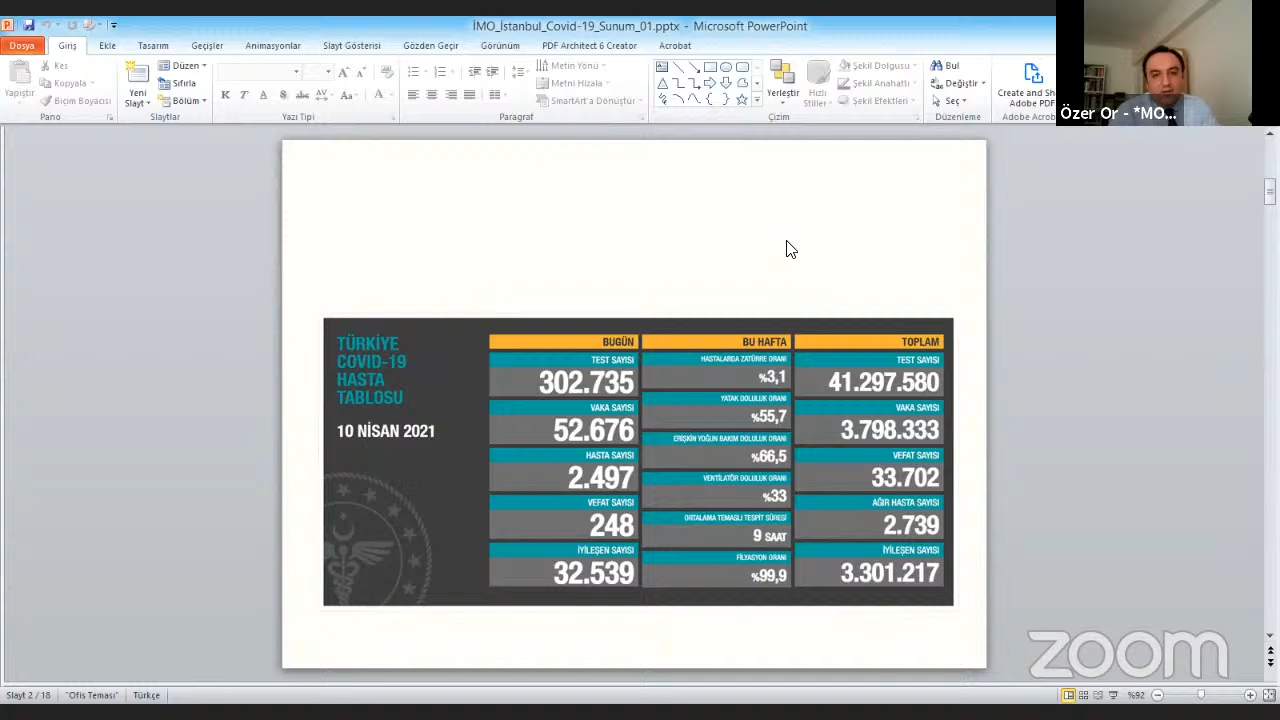 İMO_İstanbul_Covid-19_Sunum_01.pptx - Microsoft PowerPoint
Dosya Giriş Ekle Tasarım Geçişler Animasyonlar Slayt Gösterisi Gözden Geçir Görünüm PDF Architect 6 Creator Acrobat
Yapıştır
Kes
Kopyala
Biçim Boyacısı
Pano
Yeni Slayt
Düzen
Sıfırla
Bölüm
Slaytlar
Yazı Tipi
Metin Yönü
Metni Hizala
SmartArt'a Dönüştür
Paragraf
Yerleştir
Hızlı Stiller
Şekil Dolgusu
Şekil Anahattı
Şekil Efektleri
Çizim
Bul
Değiştir
Seç
Düzenleme
Create and Sha
Adobe PDF
Adobe Acrob
Özer Or - *MO...
TÜRKİYE
COVID-19
HASTA
TABLOSU
10 NİSAN 2021
BUGÜN
TEST SAYISI
302.735
VAKA SAYISI
52.676
HASTA SAYISI
2.497
VEFAT SAYISI
248
İYİLEŞEN SAYISI
32.539
BU HAFTA
HASTALARDA ZATÜRRE ORANI
%3,1
YATAK DOLULUK ORANI
%55,7
ERİŞKİN YOĞUN BAKIM DOLULUK ORANI
%66,5
VENTİLATÖR DOLULUK ORANI
%33
ORTALAMA TEMASLI TESPİT SÜRESİ
9 SAAT
FİLYASYON ORANI
%99,9
TOPLAM
TEST SAYISI
41.297.580
VAKA SAYISI
3.798.333
VEFAT SAYISI
33.702
AĞIR HASTA SAYISI
2.739
İYİLEŞEN SAYISI
3.301.217
zoom
Slayt 2 / 18 "Ofis Teması" Türkçe %92